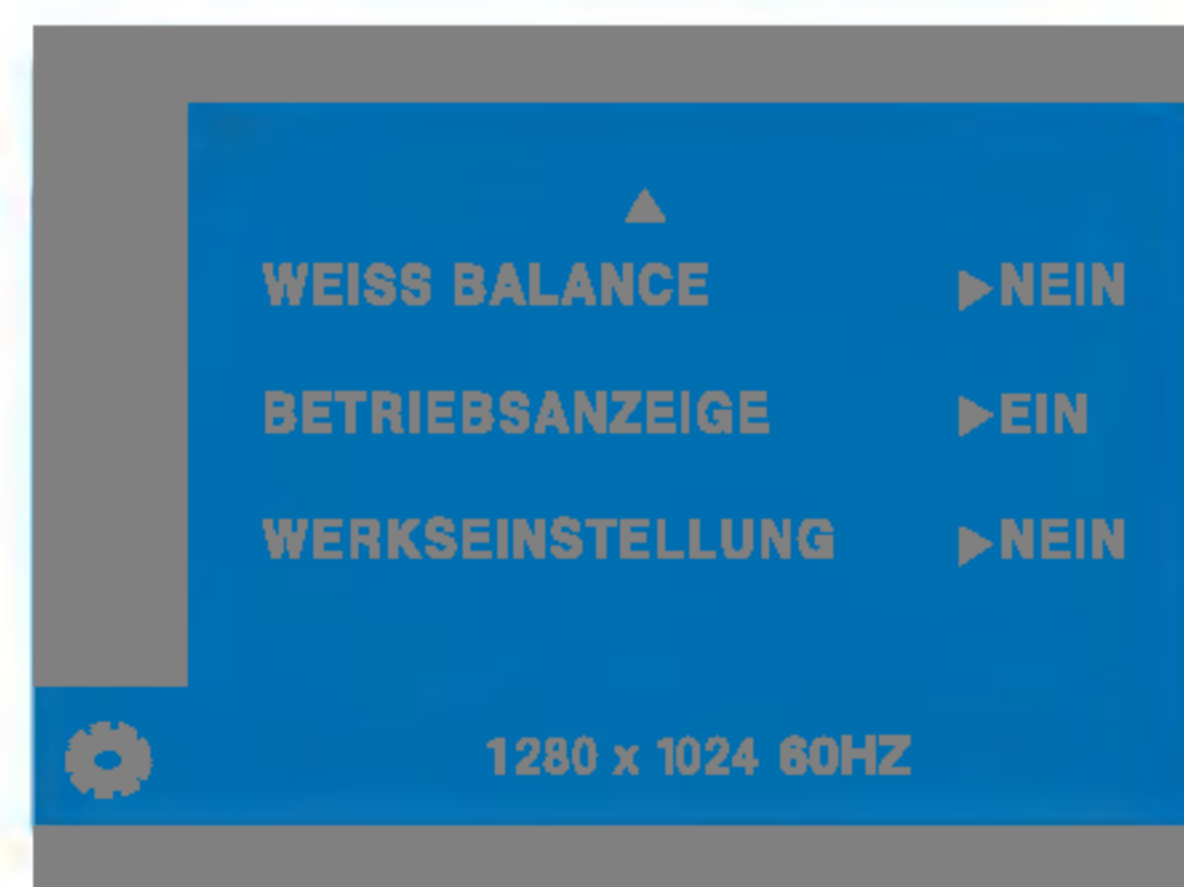 WEISS BALANCE ▶NEIN
BETRIEBSANZEIGE ▶EIN
WERKSEINSTELLUNG ▶NEIN
1280 x 1024 60HZ